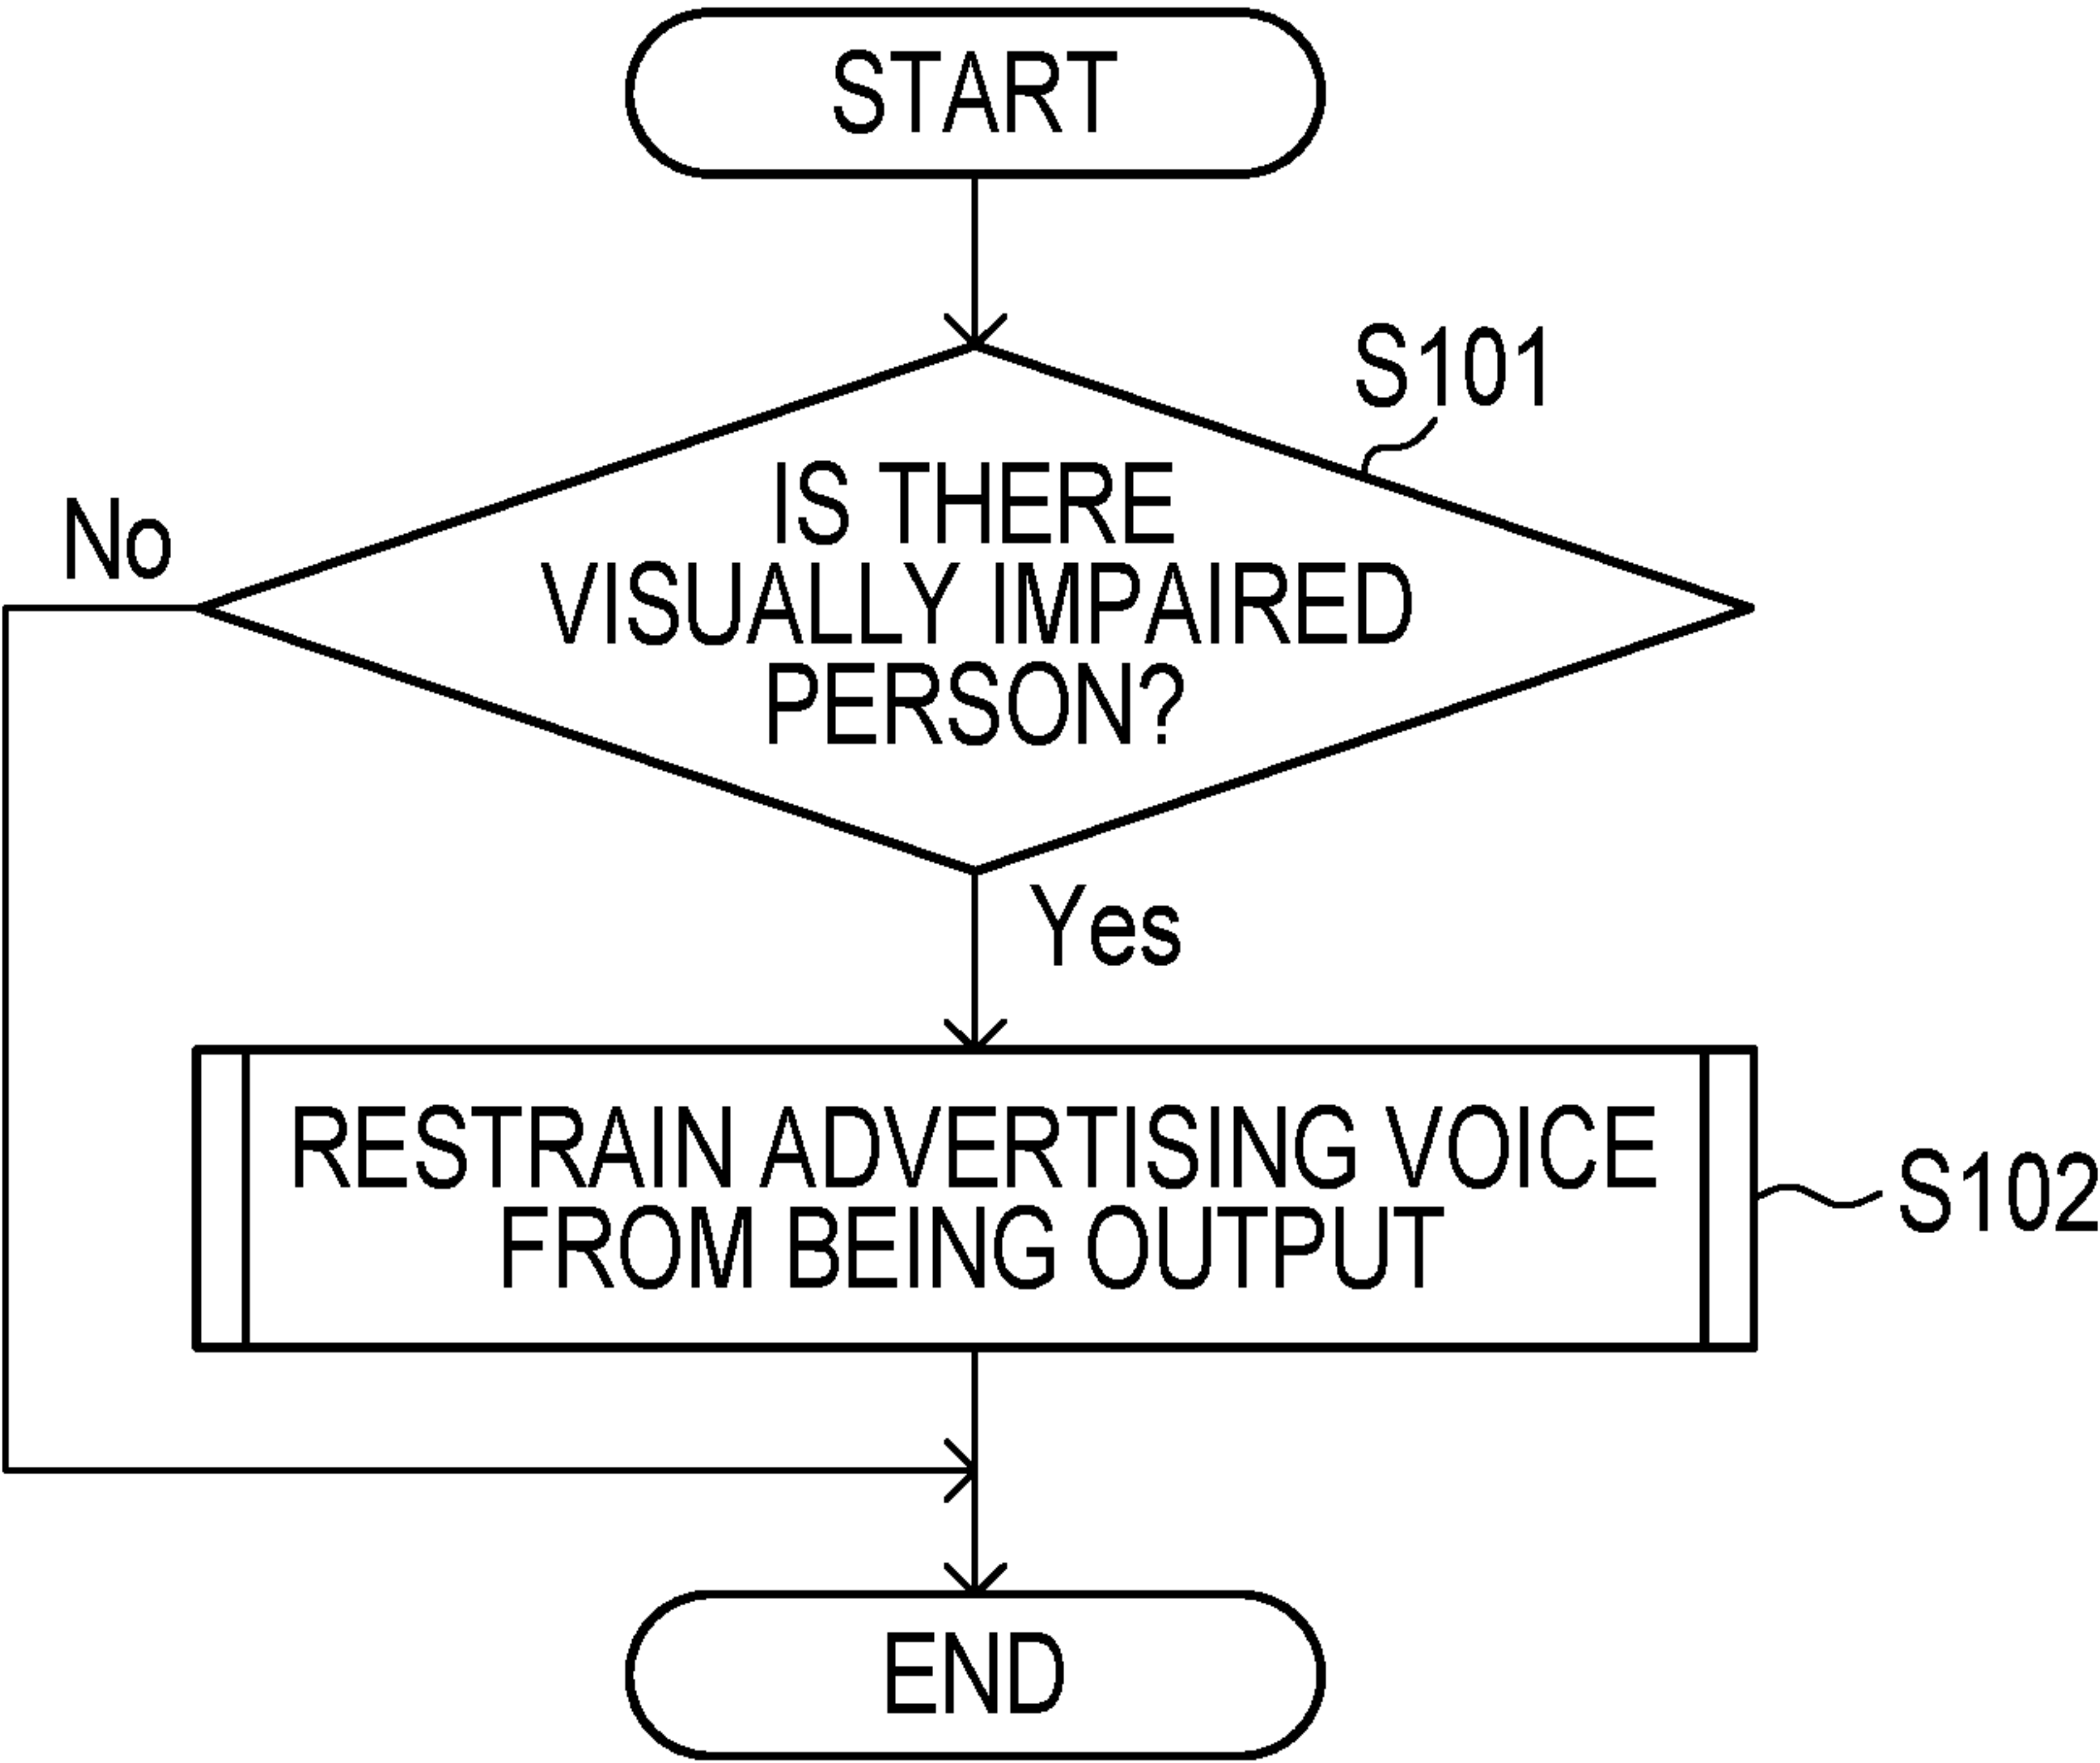 START
S101
IS THERE
VISUALLY IMPAIRED
PERSON?
No
Yes
RESTRAIN ADVERTISING VOICE
FROM BEING OUTPUT
S102
END